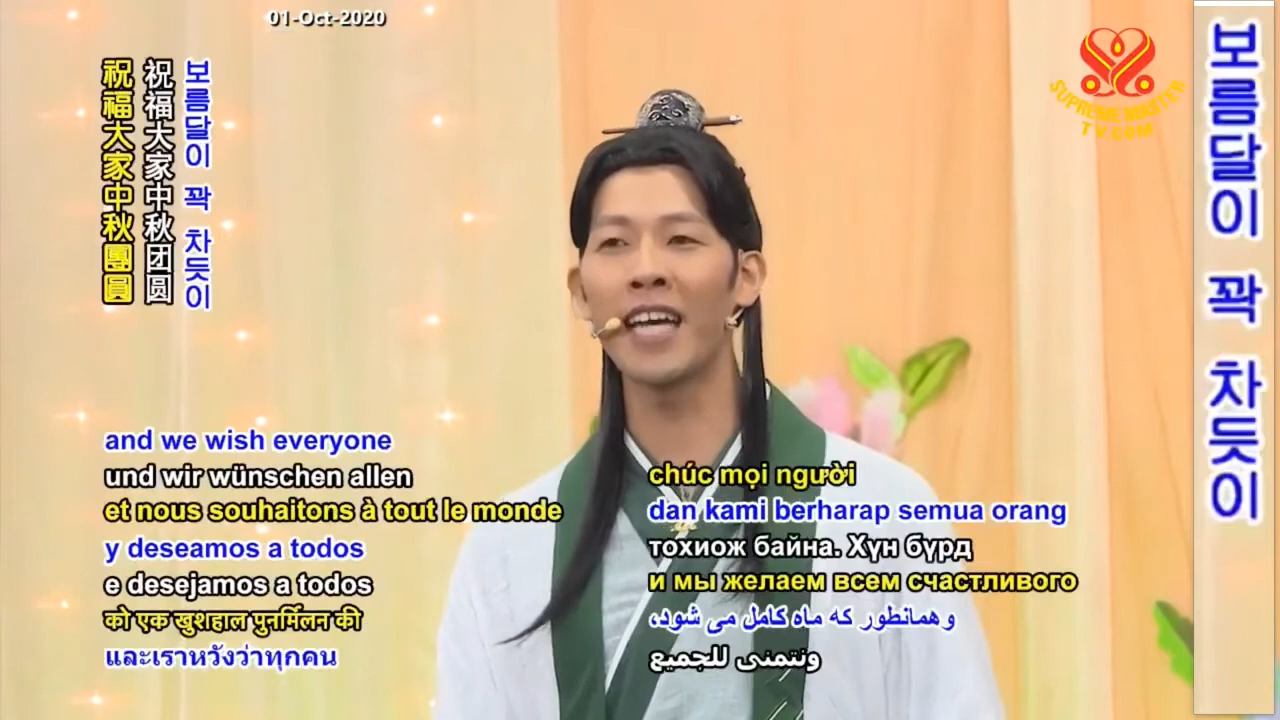 01-Oct-2020
祝福大家中秋團圓
祝福大家中秋团圆
보름달이 꽉 차듯이
SUPREME MASTER
TV.COM
보름달이 꽉 차듯이
and we wish everyone
und wir wünschen allen
et nous souhaitons à tout le monde
y deseamos a todos
e desejamos a todos
को एक खुशहाल पुनर्मिलन की
และเราหวังว่าทุกคน
chúc mọi người
dan kami berharap semua orang
тохиож байна. Хүн бүрд
и мы желаем всем счастливого
وهمانطور که ماه کامل می شود،
ونتمنى للجميع